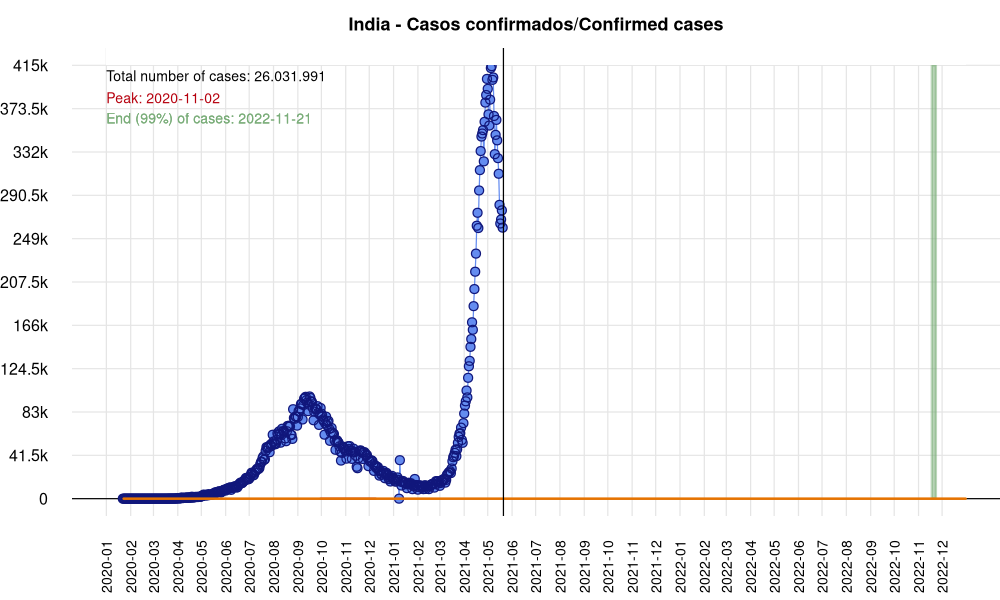 India - Casos confirmados/Confirmed cases
Total number of cases: 26.031.991
Peak: 2020-11-02
End (99%) of cases: 2022-11-21
415k
373.5k
332k
290.5k
249k
207.5k
166k
124.5k
83k
41.5k
0
2020-01
2020-02
2020-03
2020-04
2020-05
2020-06
2020-07
2020-08
2020-09
2020-10
2020-11
2020-12
2021-01
2021-02
2021-03
2021-04
2021-05
2021-06
2021-07
2021-08
2021-09
2021-10
2021-11
2021-12
2022-01
2022-02
2022-03
2022-04
2022-05
2022-06
2022-07
2022-08
2022-09
2022-10
2022-11
2022-12